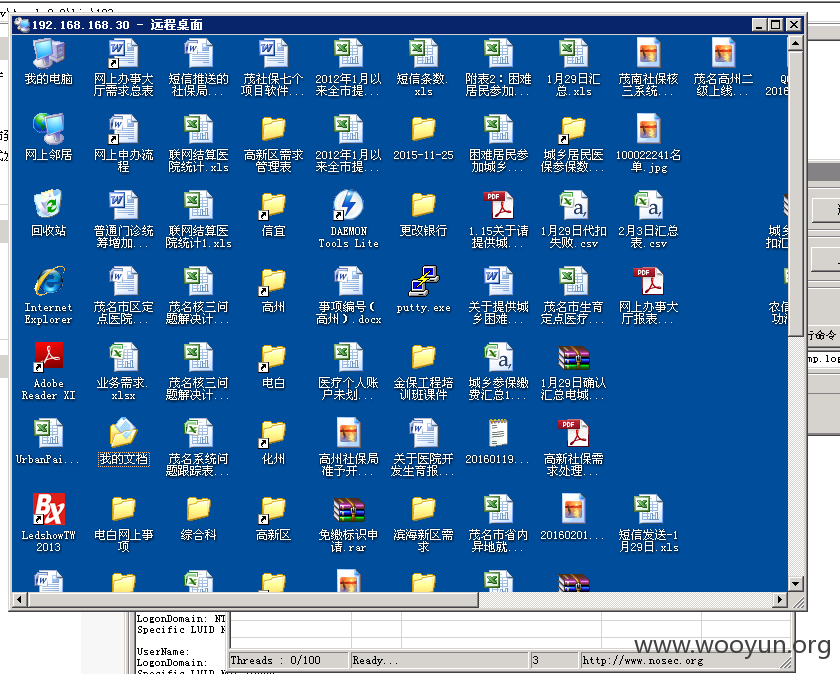 192.168.168.30 - 远程桌面
我的电脑
网上办事大
厅需求总表
短信推送的
社保局...
茂社保七个
项目软件...
2012年1月以
来全市提...
短信条数.
xls
附表2：困难
居民参加...
1月29日汇
总.xls
茂南社保核
三系统...
茂名高州二
级上线...
2016
网上邻居
网上申办流
程
联网结算医
院统计.xls
高新区需求
管理表
2012年1月以
来全市提...
2015-11-25
困难居民参
加城乡...
城乡居民医
保参保数...
100022241名
单.jpg
回收站
普通门诊统
筹增加...
联网结算医
院统计1.xls
信宜
DAEMON
Tools Lite
更改银行
1.15关于请
提供城...
1月29日代扣
失败.csv
2月3日汇总
表.csv
城乡
扣汇
Internet
Explorer
茂名市区定
点医院...
茂名核三问
题解决计...
高州
事项编号（
高州）.docx
putty.exe
关于提供城
乡困难...
茂名市生育
定点医疗...
网上办事大
厅报表...
农信
行命令
Adobe
Reader XI
业务需求.
xlsx
茂名核三问
题解决计...
电白
医疗个人账
户未划...
金保工程培
训班课件
城乡参保缴
费汇总1...
1月29日确认
汇总电城...
UrbanPai...
我的文档
茂名系统问
题跟踪表...
化州
高州社保局
准予开...
关于医院开
发生育报...
20160119...
高新社保需
求处理...
LedshowTW
2013
电白网上事
项
综合科
高新区
免缴标识申
请.rar
滨海新区需
求
茂名市省内
异地就...
20160201...
短信发送-1
月29日.xls
LogonDomain: NT
Specific LUID N
UserName:
LogonDomain:
Specific LUID N
Threads : 0/100
Ready...
3
http://www.nosec.org
www.wooyun.org